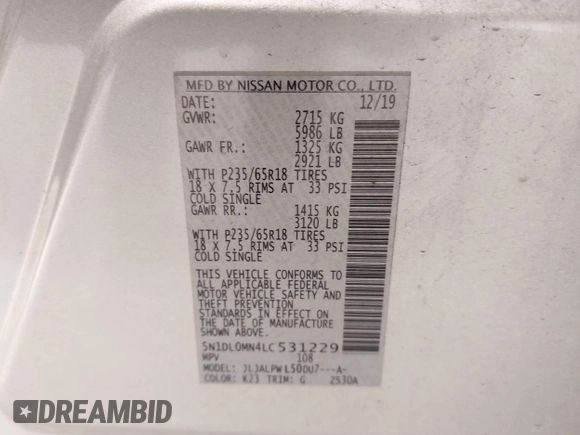 MFD BY NISSAN MOTOR CO., LTD.
DATE: 12/19
GVWR: 2715 KG
5986 LB
GAWR FR.: 1325 KG
2921 LB
WITH P235/65R18 TIRES
18 X 7.5 RIMS AT 33 PSI
COLD SINGLE
GAWR RR.: 1415 KG
3120 LB
WITH P235/65R18 TIRES
18 X 7.5 RIMS AT 33 PSI
COLD SINGLE
THIS VEHICLE CONFORMS TO
ALL APPLICABLE FEDERAL
MOTOR VEHICLE SAFETY AND
THEFT PREVENTION
STANDARDS IN EFFECT ON
DATE SHOWN ABOVE.
5N1DL0MN4LC531229
MPV 108
MODEL: JLJALPWL50DU7---A-
COLOR: K23 TRIM: G 2530A
DREAMBID